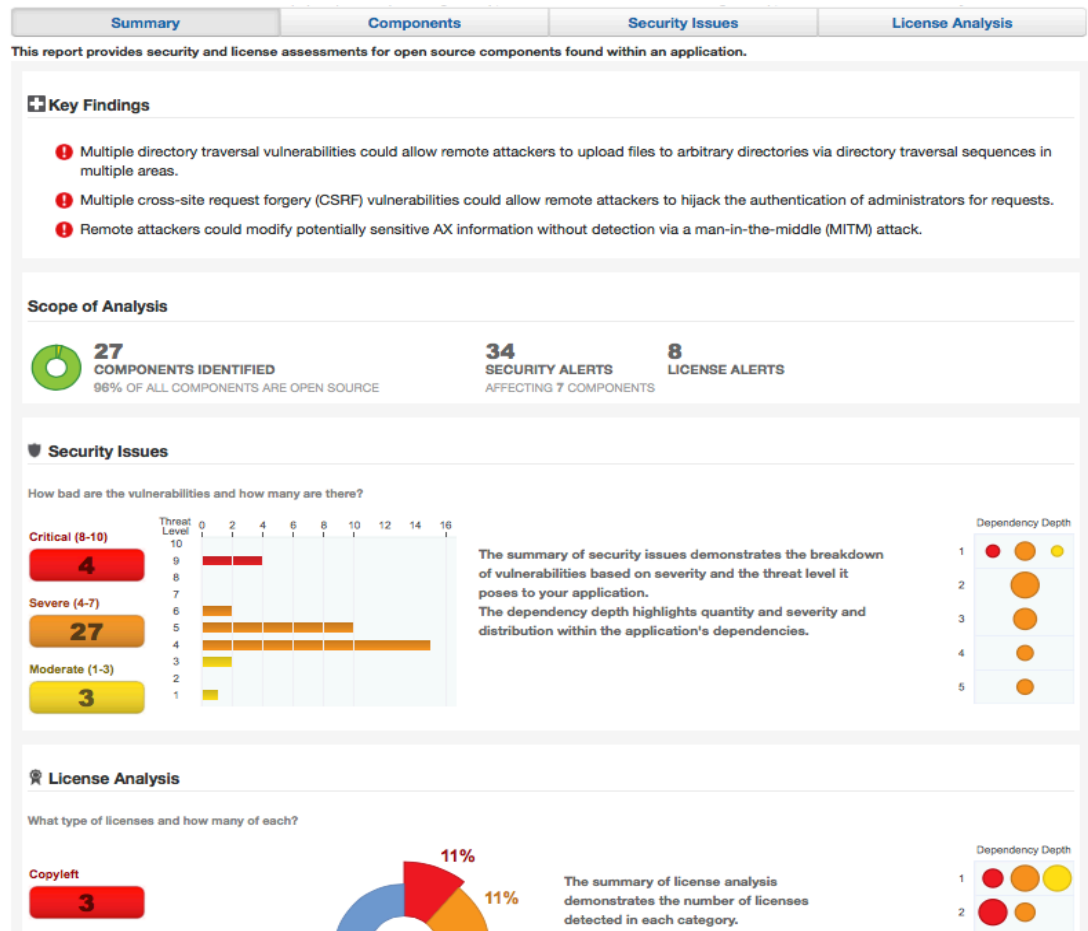 Summary Components Security Issues License Analysis
This report provides security and license assessments for open source components found within an application.
Key Findings
Multiple directory traversal vulnerabilities could allow remote attackers to upload files to arbitrary directories via directory traversal sequences in
multiple areas.
Multiple cross-site request forgery (CSRF) vulnerabilities could allow remote attackers to hijack the authentication of administrators for requests.
Remote attackers could modify potentially sensitive AX information without detection via a man-in-the-middle (MITM) attack.
Scope of Analysis
27
COMPONENTS IDENTIFIED
96% OF ALL COMPONENTS ARE OPEN SOURCE
34
SECURITY ALERTS
AFFECTING 7 COMPONENTS
8
LICENSE ALERTS
Security Issues
How bad are the vulnerabilities and how many are there?
Critical (8-10)
4
Severe (4-7)
27
Moderate (1-3)
3
Threat
Level
0 2 4 6 8 10 12 14 16
10
9
8
7
6
5
4
3
2
1
The summary of security issues demonstrates the breakdown
of vulnerabilities based on severity and the threat level it
poses to your application.
The dependency depth highlights quantity and severity and
distribution within the application's dependencies.
Dependency Depth
1
2
3
4
5
License Analysis
What type of licenses and how many of each?
Copyleft
3
11%
11%
The summary of license analysis
demonstrates the number of licenses
detected in each category.
Dependency Depth
1
2